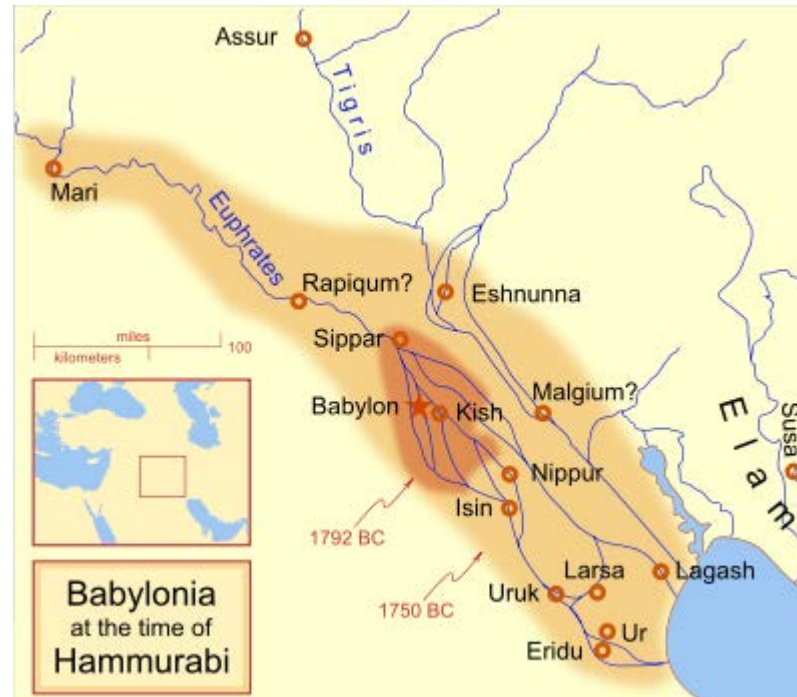 Assur
Tigris
Mari
Euphrates
Rapiqum?
Eshnunna
miles
100
kilometers
Sippar
Babylon
Kish
Malgium?
Susa
Elam
Nippur
Isin
1792 BC
1750 BC
Larsa
Lagash
Uruk
Ur
Eridu
Babylonia
at the time of
Hammurabi